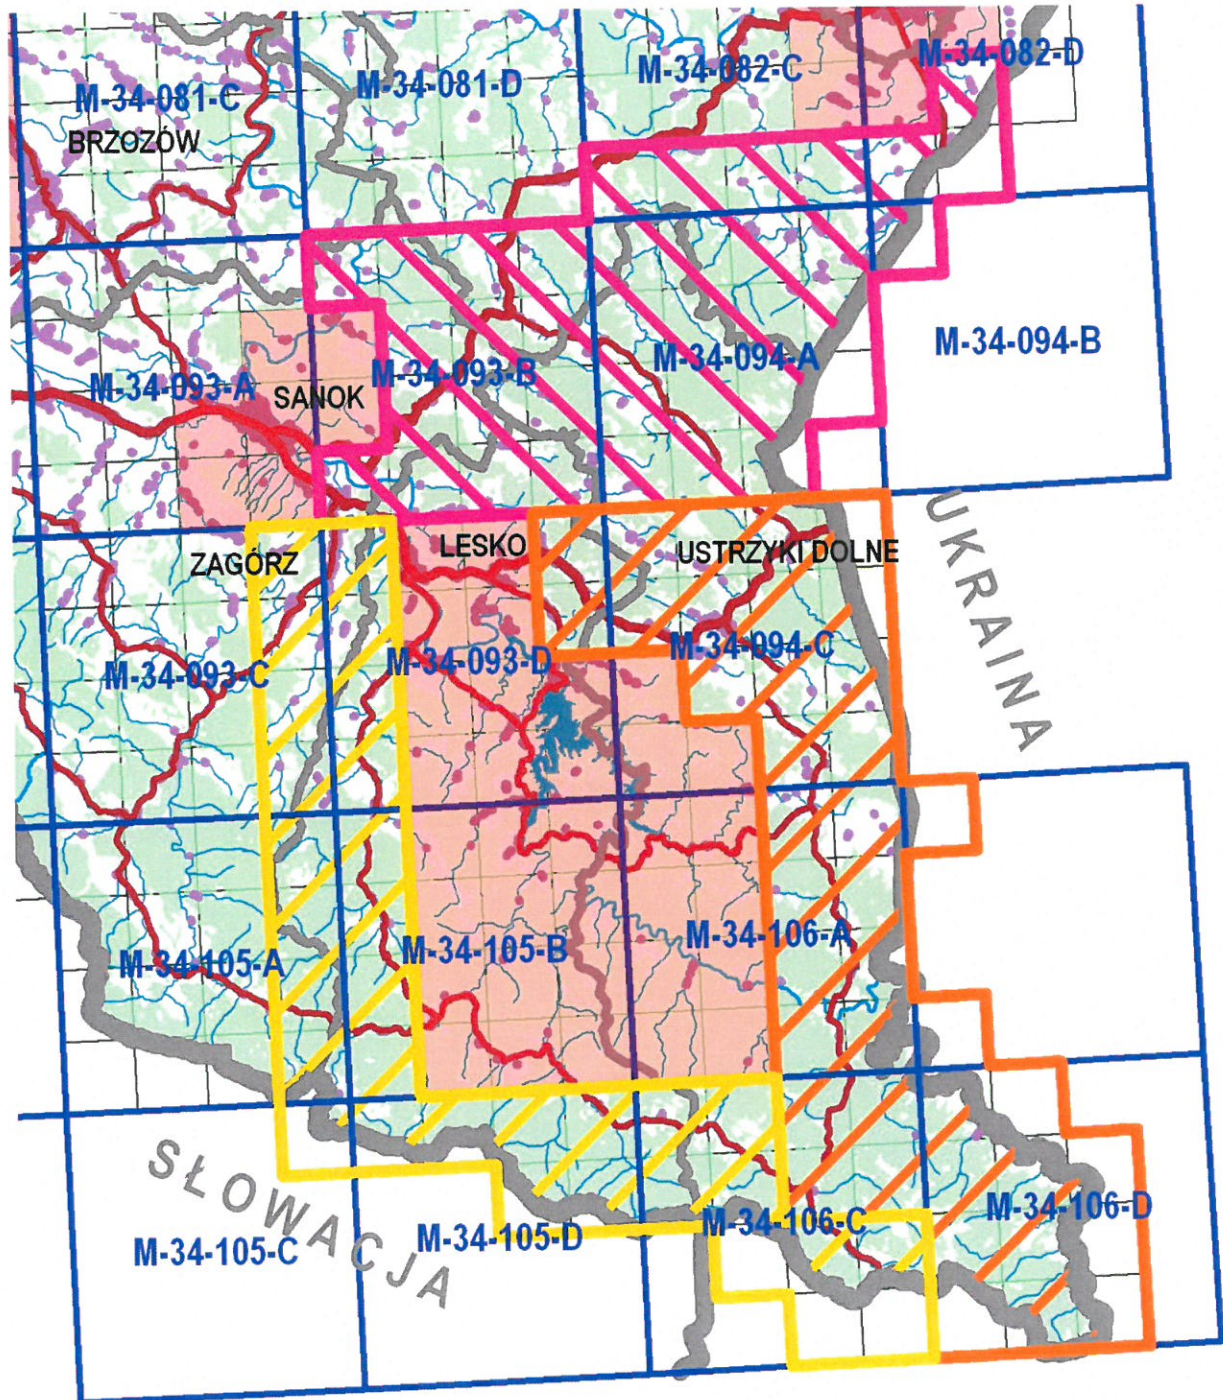 M-34-081-C
M-34-081-D
M-34-082-C
M-34-082-D
BRZOZÓW
M-34-093-A
M-34-093-B
M-34-094-A
M-34-094-B
SANOK
ZAGÓRZ
LESKO
USTRZYKI DOLNE
UKRAINA
M-34-093-C
M-34-093-D
M-34-094-C
M-34-105-A
M-34-105-B
M-34-106-A
SŁOWACJA
M-34-105-C
M-34-105-D
M-34-106-C
M-34-106-D